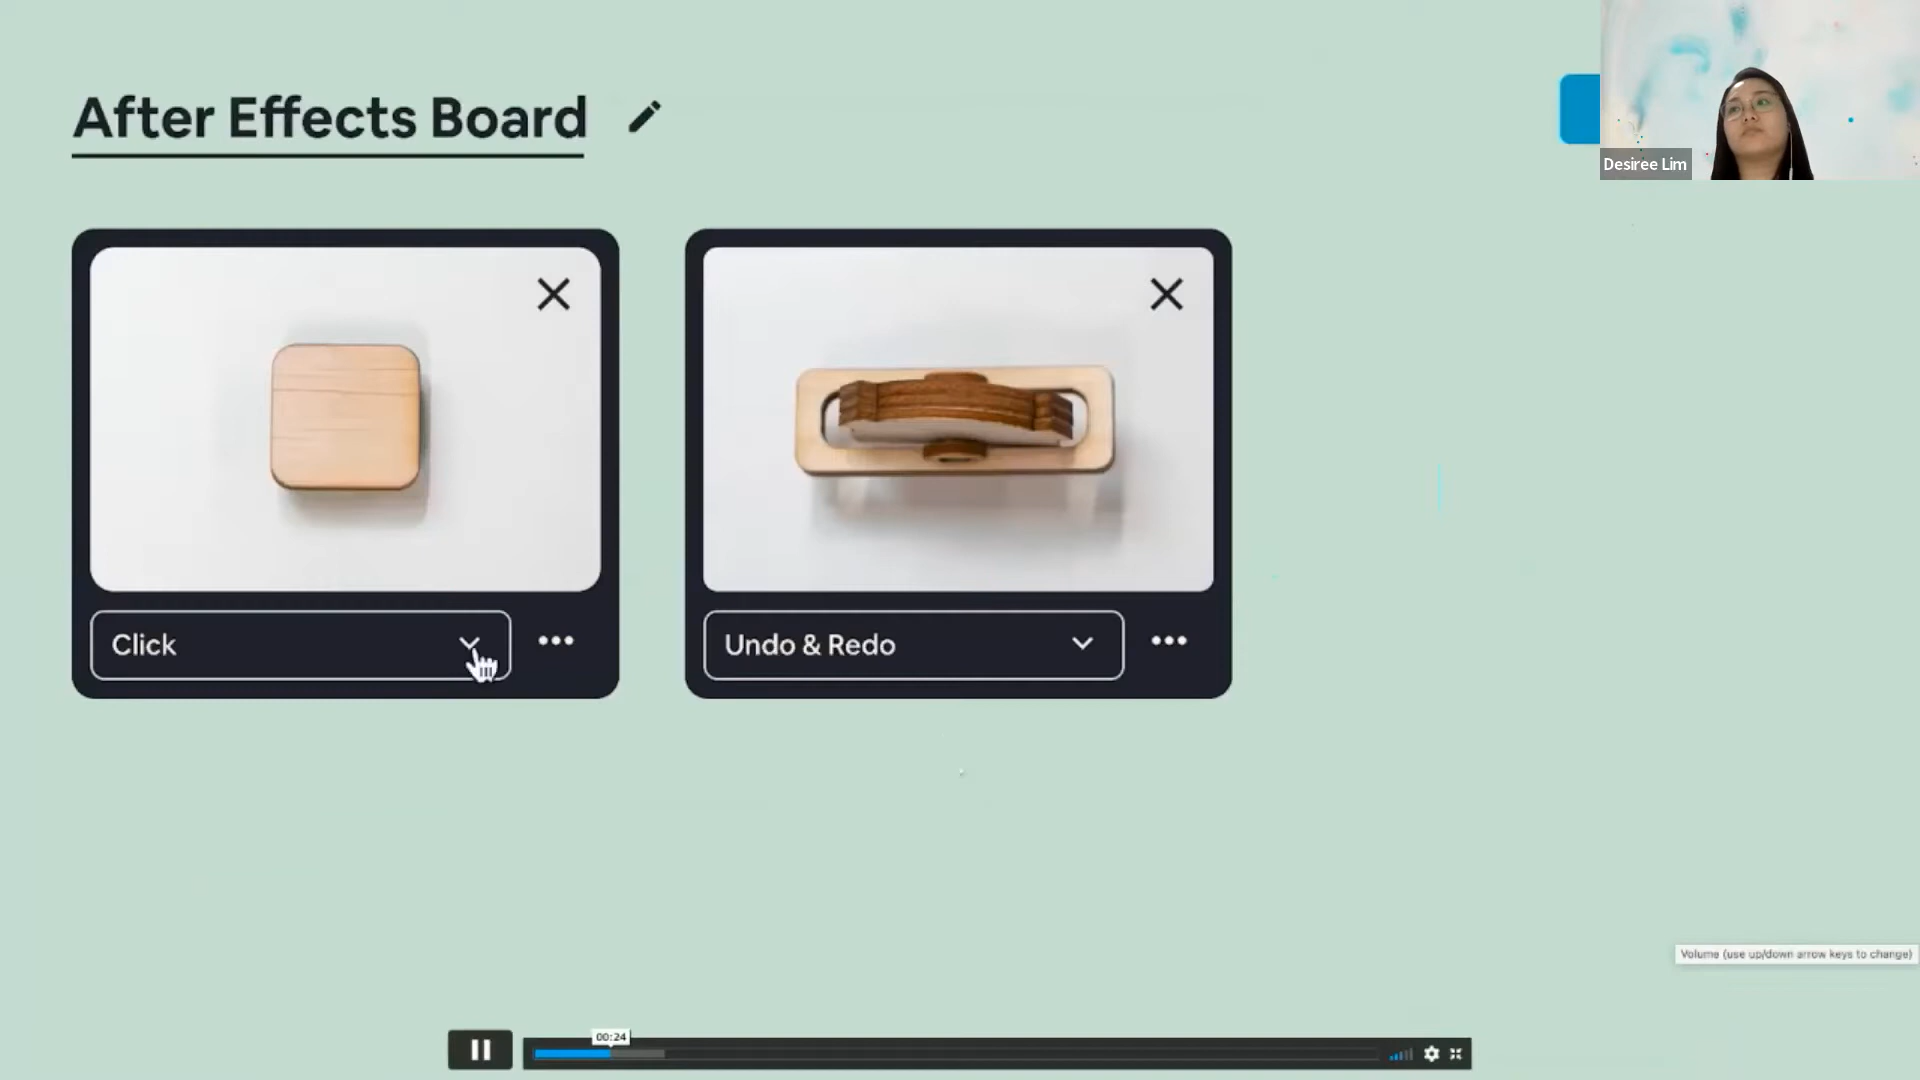 After Effects Board
Desiree Lim
Click
Undo & Redo
Volume (use up/down arrow keys to change)
00:24